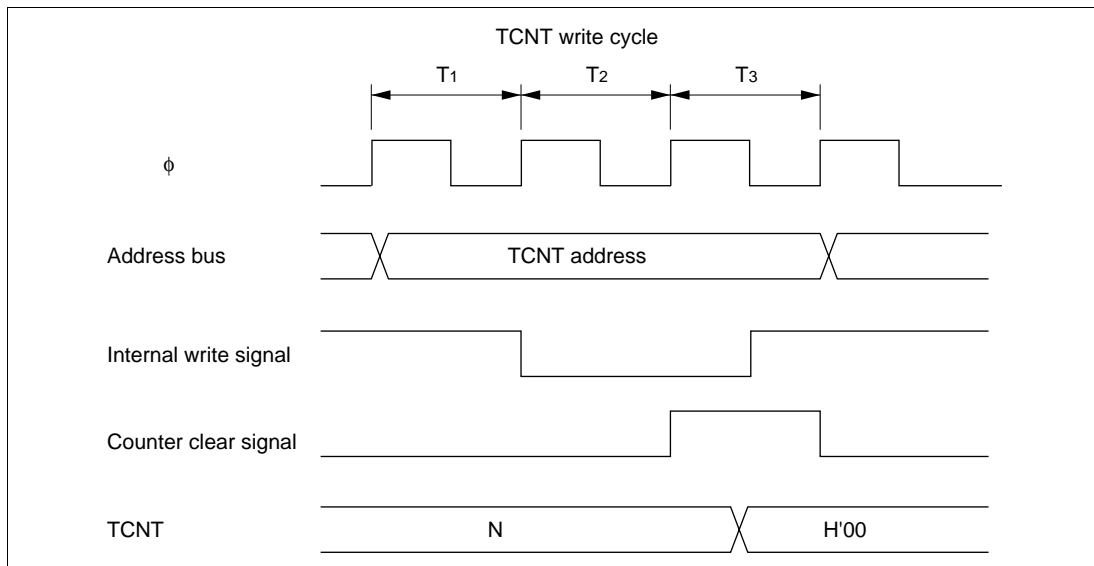 TCNT write cycle
T1 T2 T3
ϕ
Address bus TCNT address
Internal write signal
Counter clear signal
TCNT N H'00